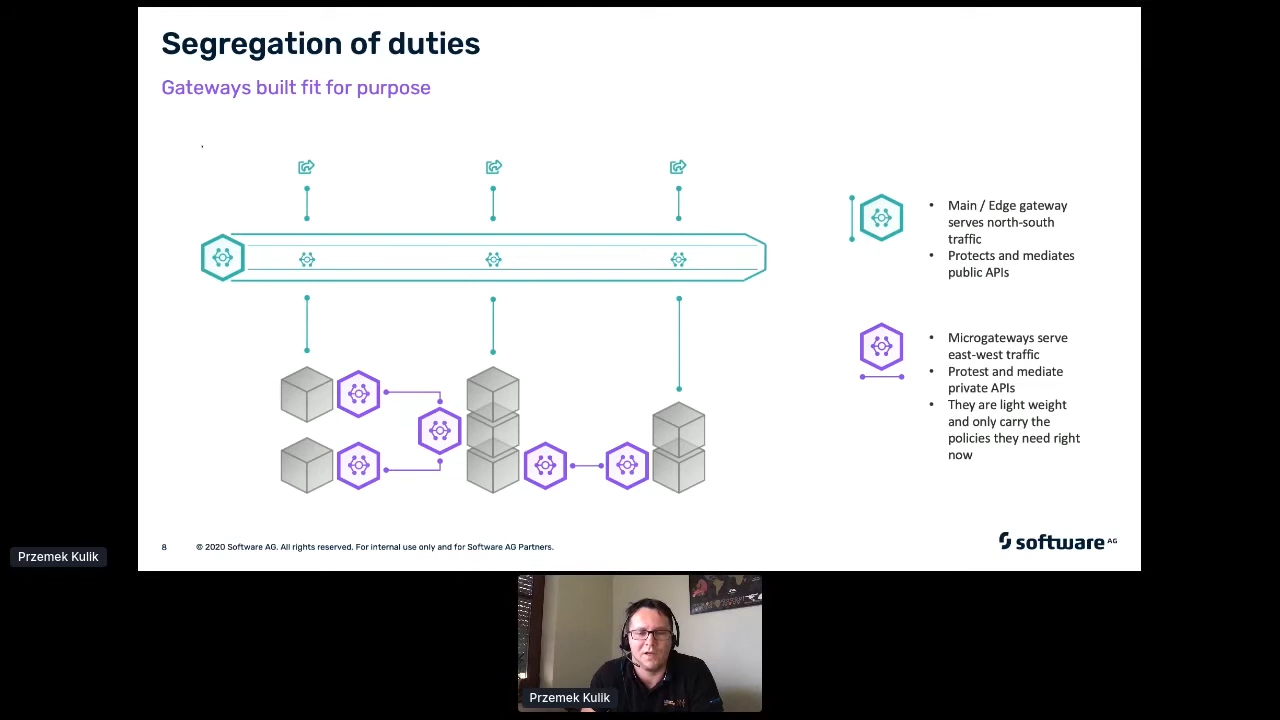 Segregation of duties
Gateways built fit for purpose
• Main / Edge gateway
serves north-south
traffic
• Protects and mediates
public APIs
• Microgateways serve
east-west traffic
• Protest and mediate
private APIs
• They are light weight
and only carry the
policies they need right
now
8 © 2020 Software AG. All rights reserved. For internal use only and for Software AG Partners.
software AG
Przemek Kulik
Przemek Kulik